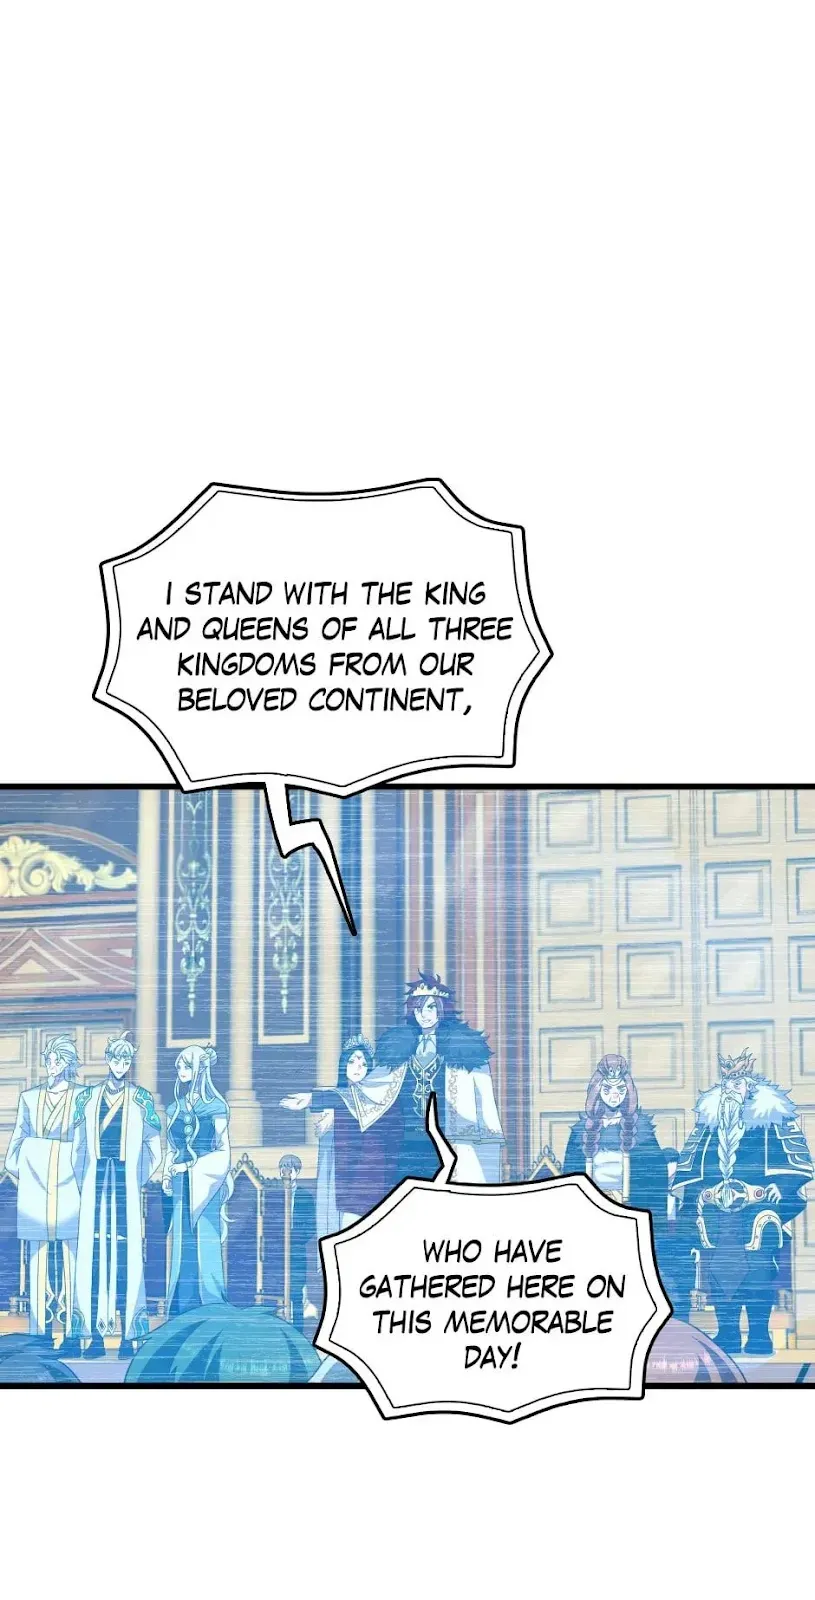 I STAND WITH THE KING
AND QUEENS OF ALL THREE
KINGDOMS FROM OUR
BELOVED CONTINENT,
WHO HAVE
GATHERED HERE ON
THIS MEMORABLE
DAY!